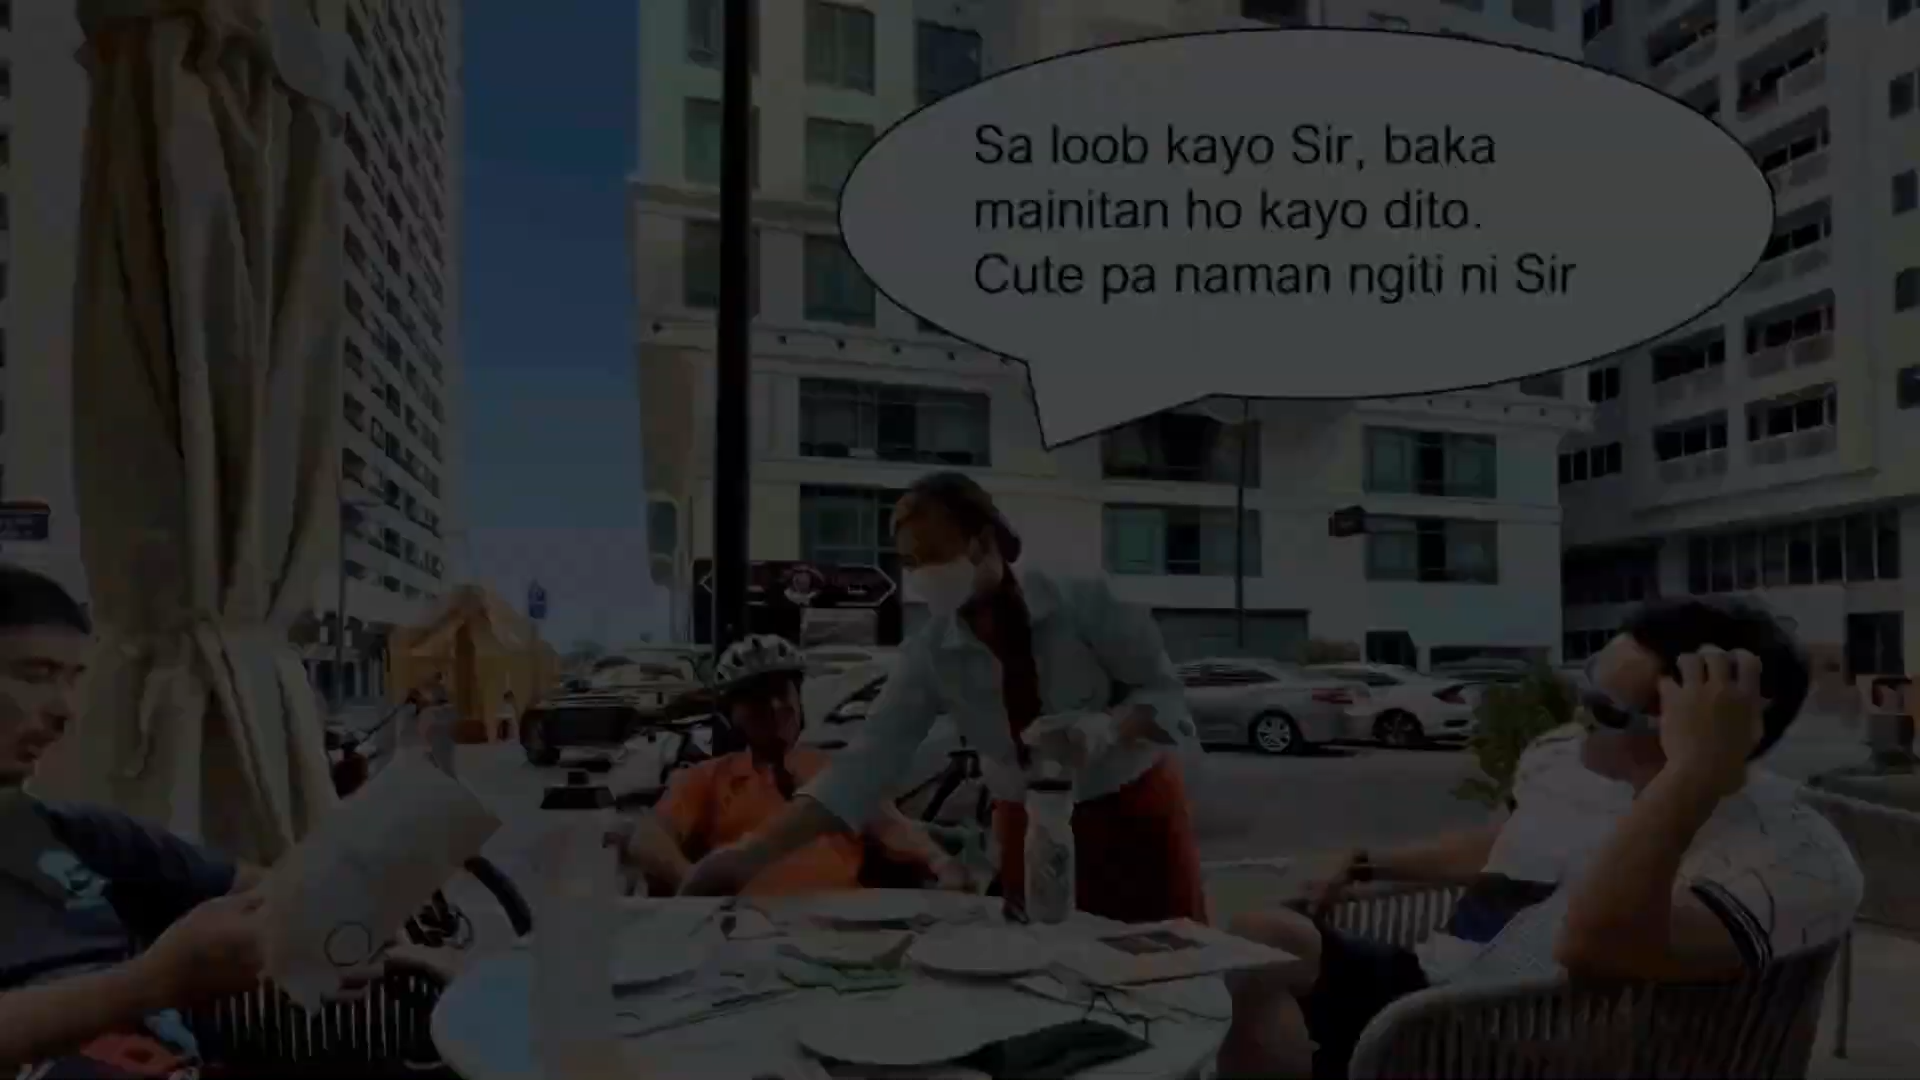 Sa loob kayo Sir, baka
mainitan ho kayo dito.
Cute pa naman ngiti ni Sir